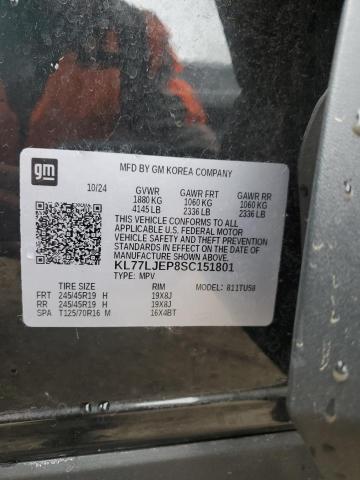 gm
MFD BY GM KOREA COMPANY
10/24 GVWR GAWR FRT GAWR RR
1880 KG 1060 KG 1060 KG
4145 LB 2336 LB 2336 LB
THIS VEHICLE CONFORMS TO ALL
APPLICABLE U.S. FEDERAL MOTOR
VEHICLE SAFETY AND THEFT PREVENTION
STANDARDS IN EFFECT ON THE DATE OF
MANUFACTURE SHOWN ABOVE.
KL77LJEP8SC151801
TYPE: MPV MODEL: 811TU58
TIRE SIZE RIM
FRT 245/45R19 H 19X8J
RR 245/45R19 H 19X8J
SPA T125/70R16 M 16X4BT